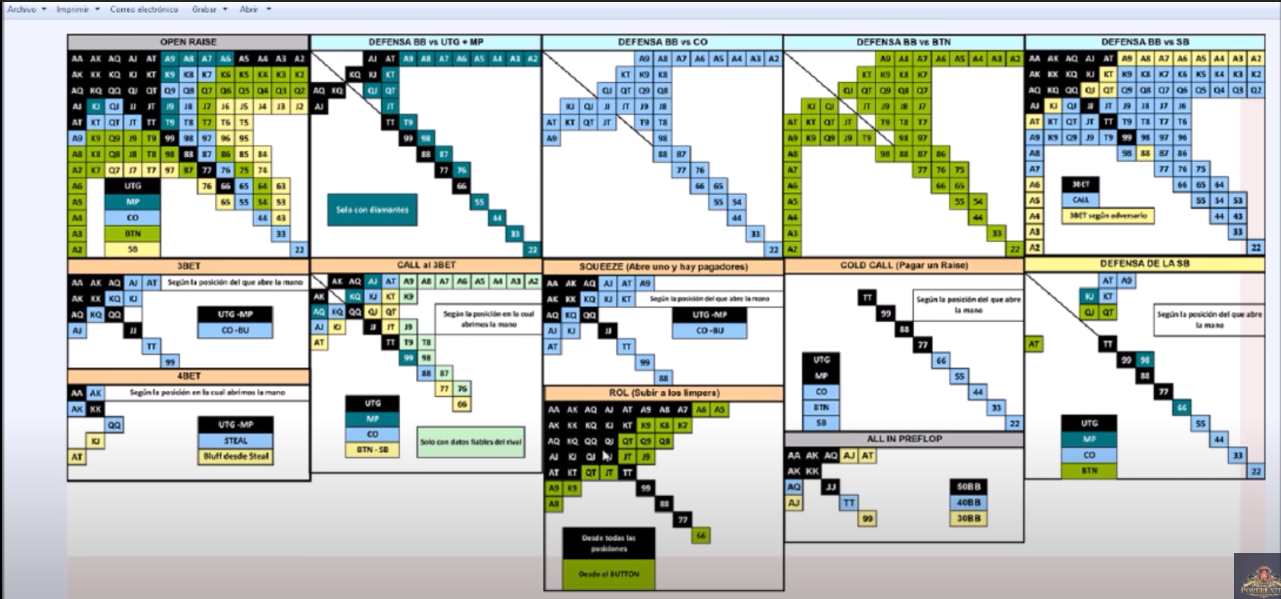 Archivo Imprimir Correo electrónico Grabar Abrir
OPEN RAISE
AA AK AQ AJ AT A9 A8 A7 A6 A5 A4 A3 A2
AK KK KQ KJ KT K9 K8 K7 K6 K5 K4 K3 K2
AQ KQ QQ QJ QT Q9 Q8 Q7 Q6 Q5 Q4 Q3 Q2
AJ KJ QJ JJ JT J9 J8 J7 J6 J5 J4 J3 J2
AT KT QT JT TT T9 T8 T7 T6 T5
A9 K9 Q9 J9 T9 99 98 97 96 95
A8 K8 Q8 J8 T8 98 88 87 86 85 84
A7 K7 Q7 J7 T7 97 87 77 76 75 74
A6 UTG 76 66 65 64 63
A5 MP 65 55 54 53
A4 CO 44 43
A3 BTN 33
A2 SB 22
DEFENSA BB vs UTG + MP
AJ AT A9 A8 A7 A6 A5 A4 A3 A2
KQ KJ KT
AQ KQ QJ QT
AJ JT
TT T9
99 98
88 87
77 76
66
Solo con diamantes
55
44
33
22
DEFENSA BB vs CO
A9 A8 A7 A6 A5 A4 A3 A2
KT K9 K8
QJ QT Q9 Q8
KJ QJ JT J9 J8
AT KT QT JT T9 T8
A9 98
88 87
77 76
66 65
55 54
44
33
22
DEFENSA BB vs BTN
A9 A8 A7 A6 A5 A4 A3 A2
KT K9 K8 K7
QJ QT Q9 Q8 Q7
KJ QJ JT J9 J8
AT KT QT JT T9 T8
A9 K9 Q9 J9 T9 98 97
A8 98 88 87 86
A7 77 76 75
A6 66 65
A5 55 54
A4 44
A3 33
A2 22
DEFENSA BB vs SB
AA AK AQ AJ AT A9 A8 A7 A6 A5 A4 A3 A2
AK KK KQ KJ KT K9 K8 K7 K6 K5 K4 K3 K2
AQ KQ QQ QJ QT Q9 Q8 Q7 Q6 Q5 Q4 Q3 Q2
AJ KJ QJ JJ JT J9 J8 J7 J6
AT KT QT JT TT T9 T8 T7 T6
A9 K9 Q9 J9 T9 99 98 97 96
A8 98 88 87 86
A7 77 76 75
A6 3BET 66 65 64
A5 CALL 55 54 53
A4 3BET según adversario 44 43
A3 33
A2 22
3BET
AA AK AQ AJ AT Según la posición del que abre la mano
AK KK KQ KJ
AQ KQ QQ UTG -MP
AJ JJ CO -BU
TT
99
4BET
AA AK Según la posición en la cual abrimos la mano
AK KK
QQ UTG -MP
KJ STEAL
AT Bluff desde Steal
CALL al 3BET
AK AQ AJ AT A9 A8 A7 A6 A5 A4 A3 A2
AK KQ KJ KT K9
AQ KQ QQ QJ QT
Según la posición en la cual
abrimos la mano
AJ KJ JJ JT J9
AT TT T9 T8
99 98
88 87
77 76
66
UTG
MP
CO
BTN - SB
Solo con datos fiables del rival
SQUEEZE (Abre uno y hay pagadores)
AA AK AQ AJ AT A9
AK KK KQ KJ KT Según la posición del que abre la mano
AQ KQ QQ UTG -MP
AJ KJ JJ CO -BU
AT TT
99
88
ROL (Subir a los limpers)
AA AK AQ AJ AT A9 A8 A7 A6 A5
AK KK KQ KJ KT K9 K8 K7
AQ KQ QQ QJ QT Q9 Q8
AJ KJ QJ JJ JT J9
AT KT QT JT TT
A9 K9 99
A8 88
77
66
Desde todas las
posiciones
Desde el BUTTON
COLD CALL (Pagar un Raise)
TT
99
Según la posición del que abre
la mano
88
77
66
55
44
33
22
UTG
MP
CO
BTN
SB
ALL IN PREFLOP
AA AK AQ AJ AT
AK KK
AQ JJ 50BB
AJ TT 40BB
99 30BB
DEFENSA DE LA SB
AT A9
KJ KT
QJ QT
Según la posición del que abre
la mano
AT TT
99 98
88
77
66
55
44
33
22
UTG
MP
CO
BTN